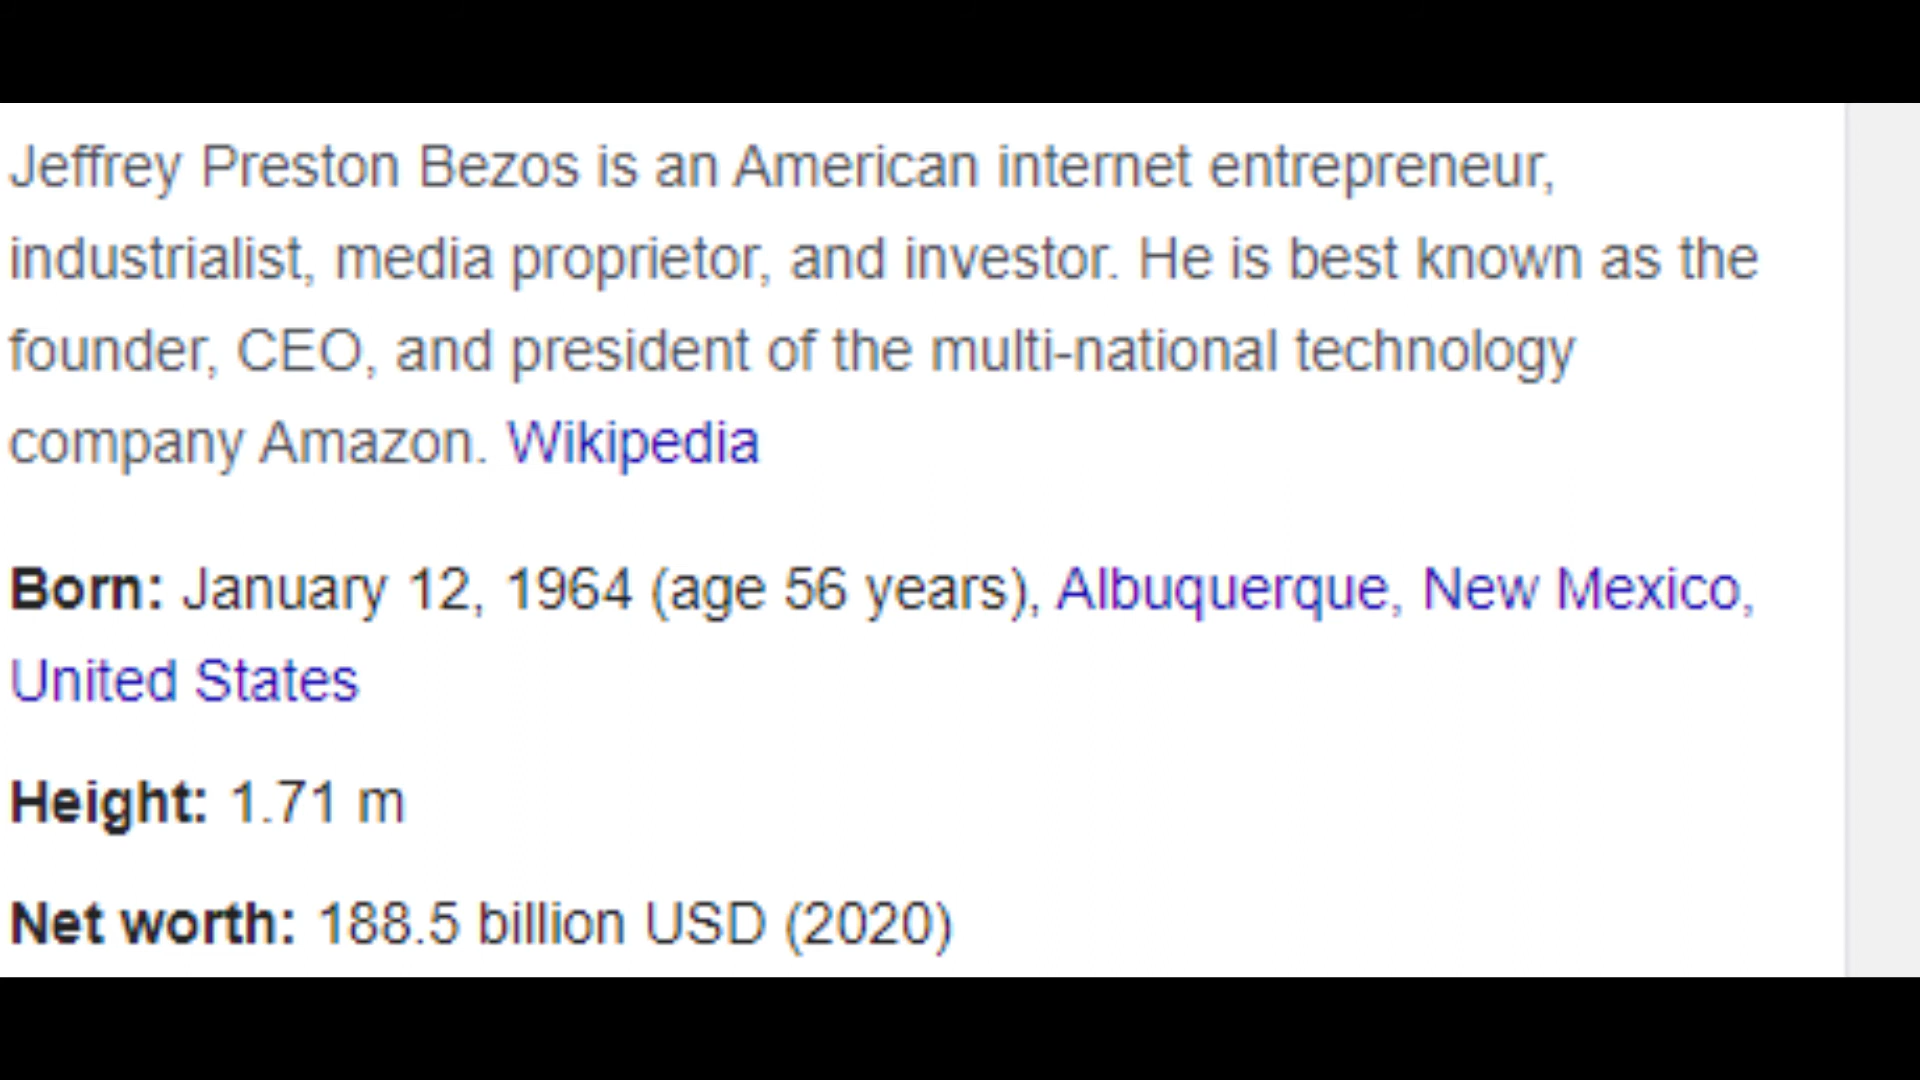 Jeffrey Preston Bezos is an American internet entrepreneur,
industrialist, media proprietor, and investor. He is best known as the
founder, CEO, and president of the multi-national technology
company Amazon. Wikipedia
Born: January 12, 1964 (age 56 years), Albuquerque, New Mexico,
United States
Height: 1.71 m
Net worth: 188.5 billion USD (2020)